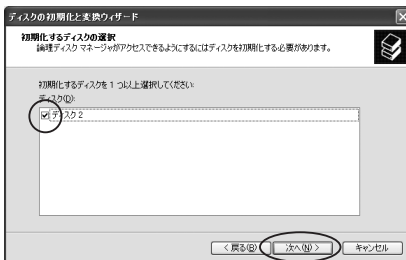 ディスクの初期化と変換ウィザード
初期化するディスクの選択
論理ディスク マネージャがアクセスできるようにするにはディスクを初期化する必要があります。
初期化するディスクを 1 つ以上選択してください:
ディスク(D):
ディスク 2
< 戻る(B)
次へ(N) >
キャンセル